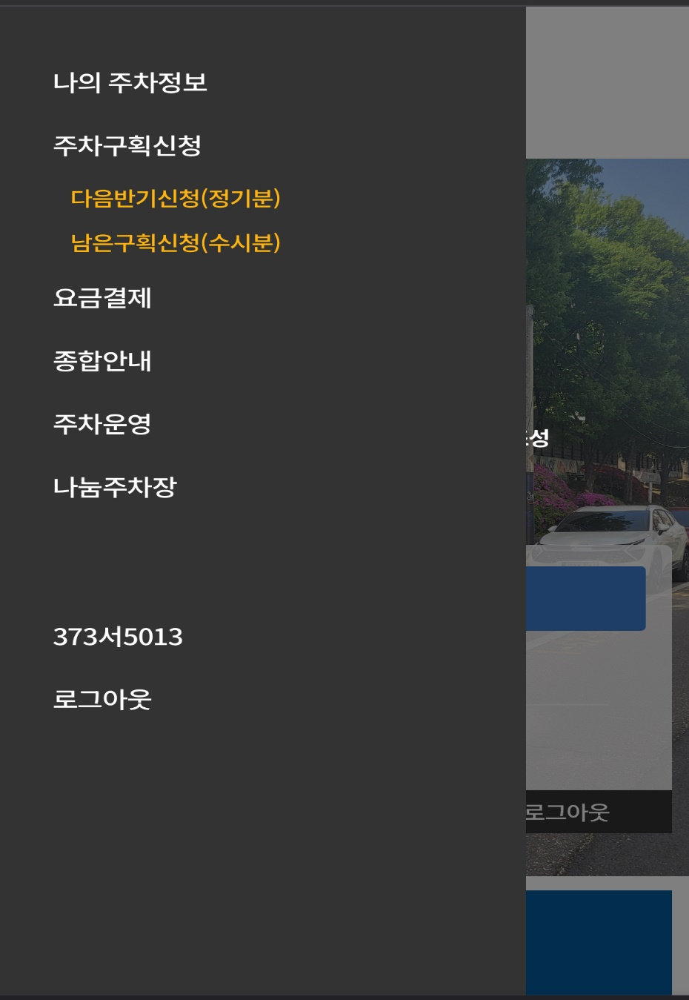 나의 주차정보
주차구획신청
다음반기신청(정기분)
남은구획신청(수시분)
요금결제
종합안내
주차운영
나눔주차장
373서5013
로그아웃
성
로그아웃